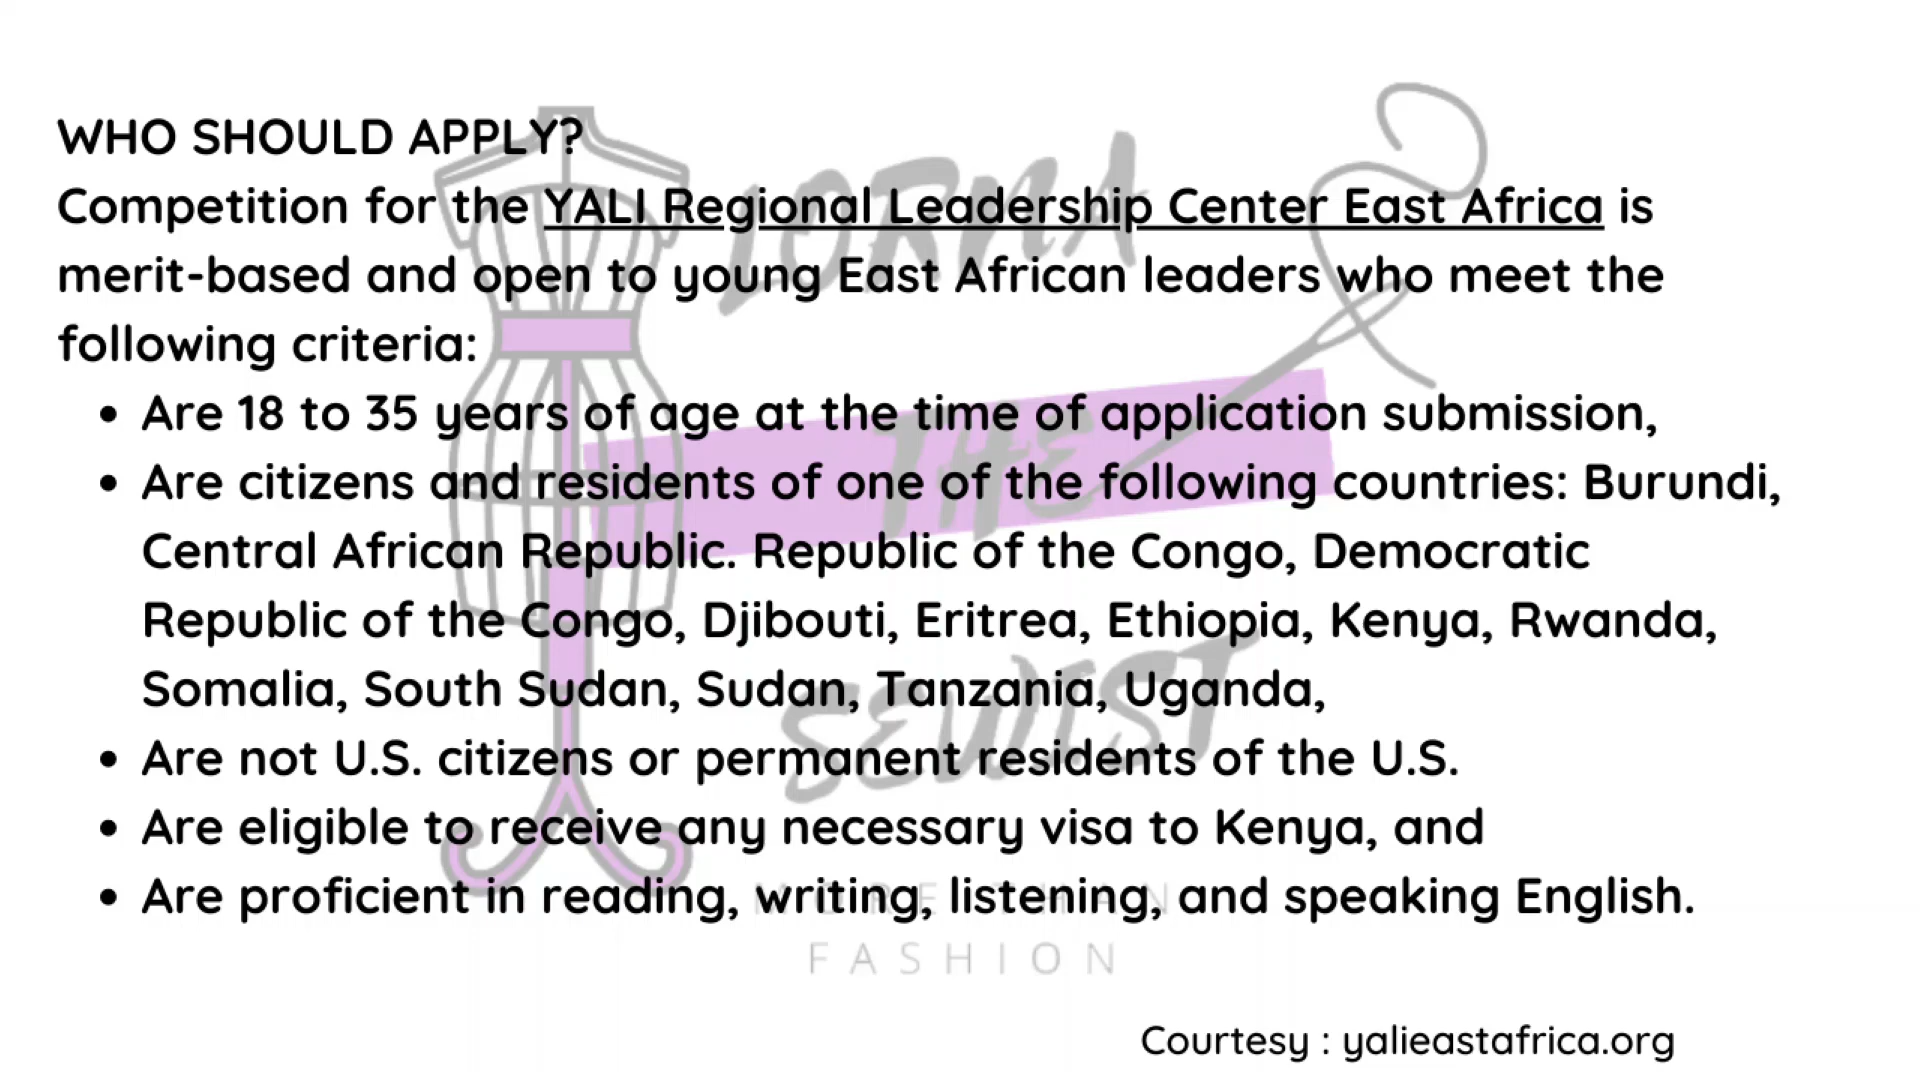 WHO SHOULD APPLY?
Competition for the YALI Regional Leadership Center East Africa is
merit-based and open to young East African leaders who meet the
following criteria:
• Are 18 to 35 years of age at the time of application submission,
• Are citizens and residents of one of the following countries: Burundi,
Central African Republic. Republic of the Congo, Democratic
Republic of the Congo, Djibouti, Eritrea, Ethiopia, Kenya, Rwanda,
Somalia, South Sudan, Sudan, Tanzania, Uganda,
• Are not U.S. citizens or permanent residents of the U.S.
• Are eligible to receive any necessary visa to Kenya, and
• Are proficient in reading, writing, listening, and speaking English.
LORNA
THE
SEWIST
MORE THAN
FASHION
Courtesy : yalieastafrica.org